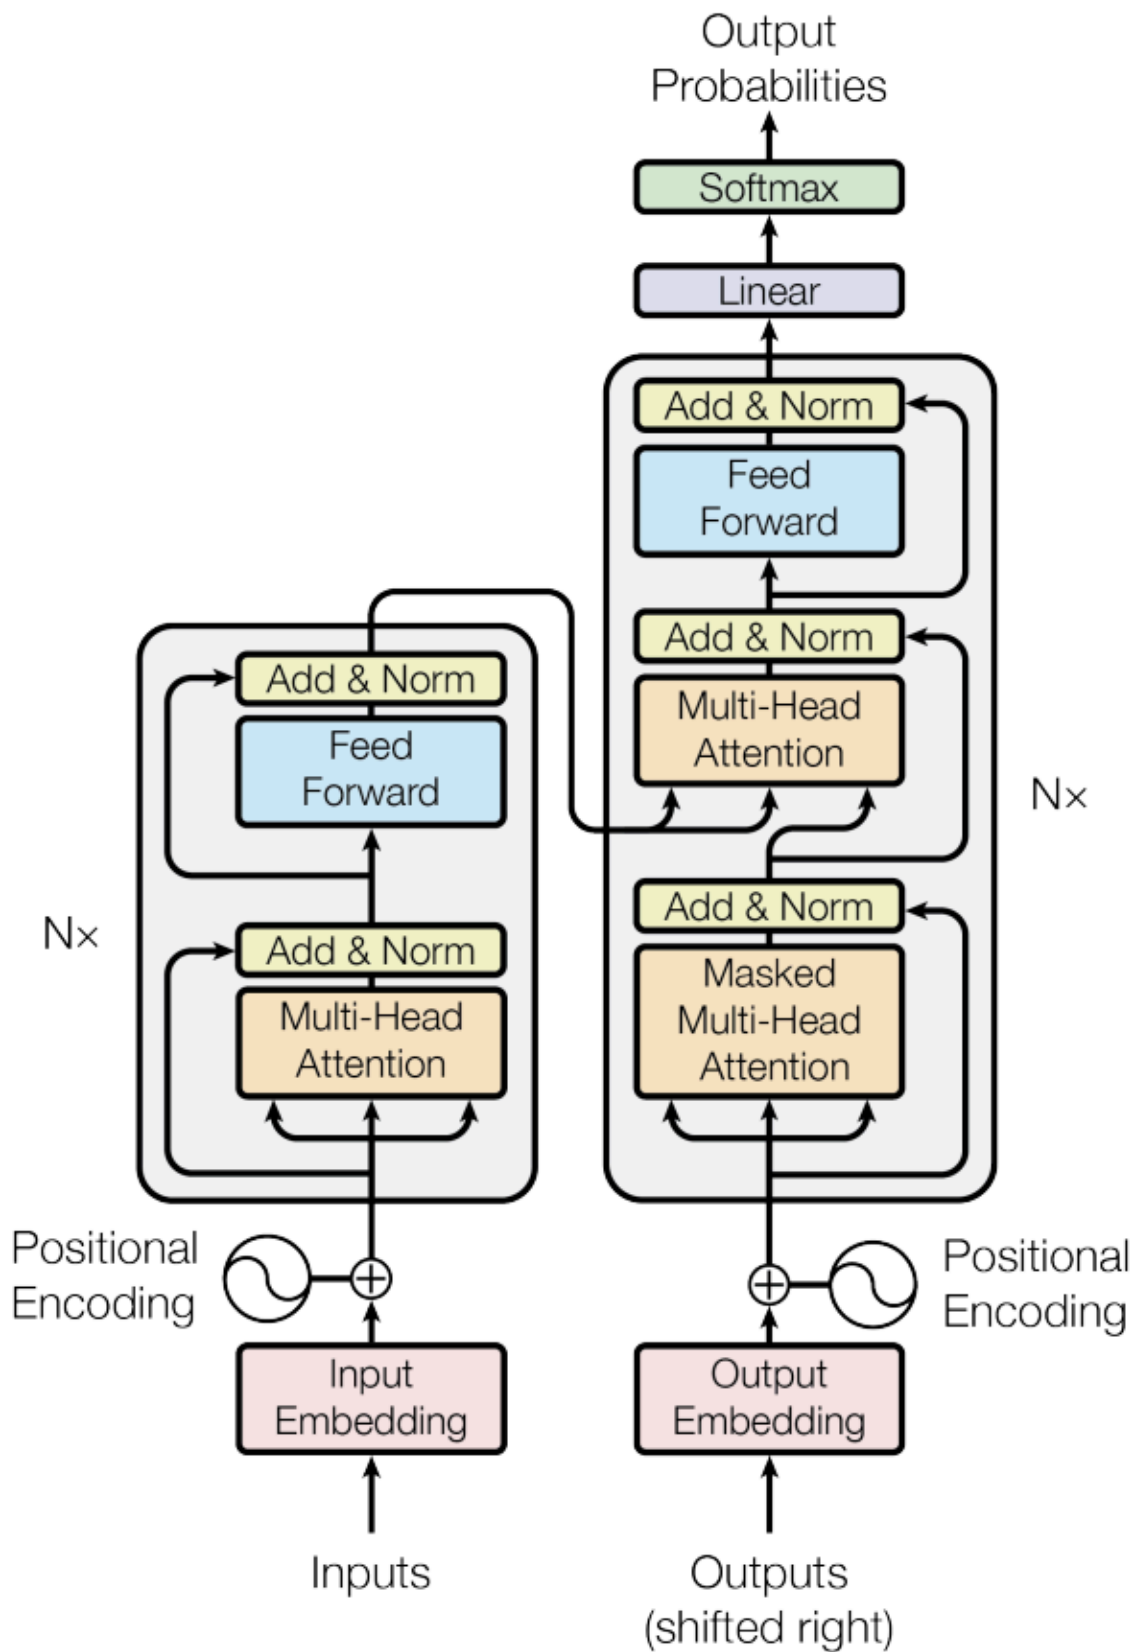 Output
Probabilities
Softmax
Linear
Add & Norm
Feed
Forward
Add & Norm
Multi-Head
Attention
N×
Add & Norm
Masked
Multi-Head
Attention
Add & Norm
Feed
Forward
N×
Add & Norm
Multi-Head
Attention
Positional
Encoding
Positional
Encoding
Input
Embedding
Output
Embedding
Inputs
Outputs
(shifted right)